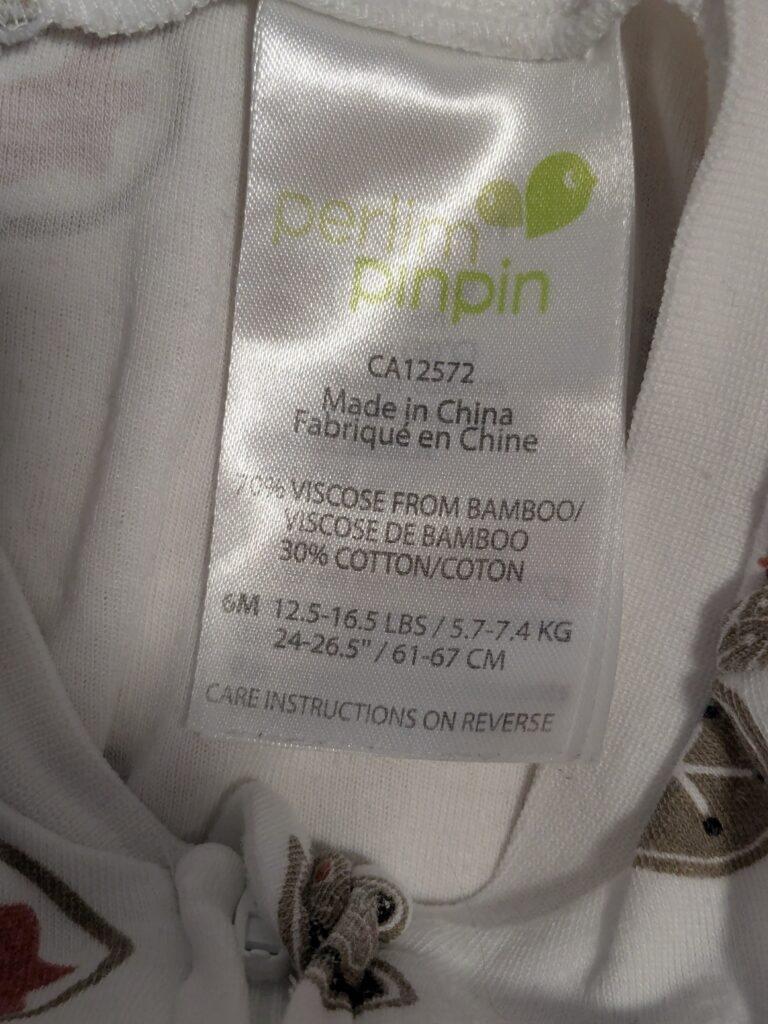 perlim
pinpin
CA12572
Made in China
Fabriqué en Chine
70% VISCOSE FROM BAMBOO/
VISCOSE DE BAMBOO
30% COTTON/COTON
6M 12.5-16.5 LBS / 5.7-7.4 KG
24-26.5" / 61-67 CM
CARE INSTRUCTIONS ON REVERSE